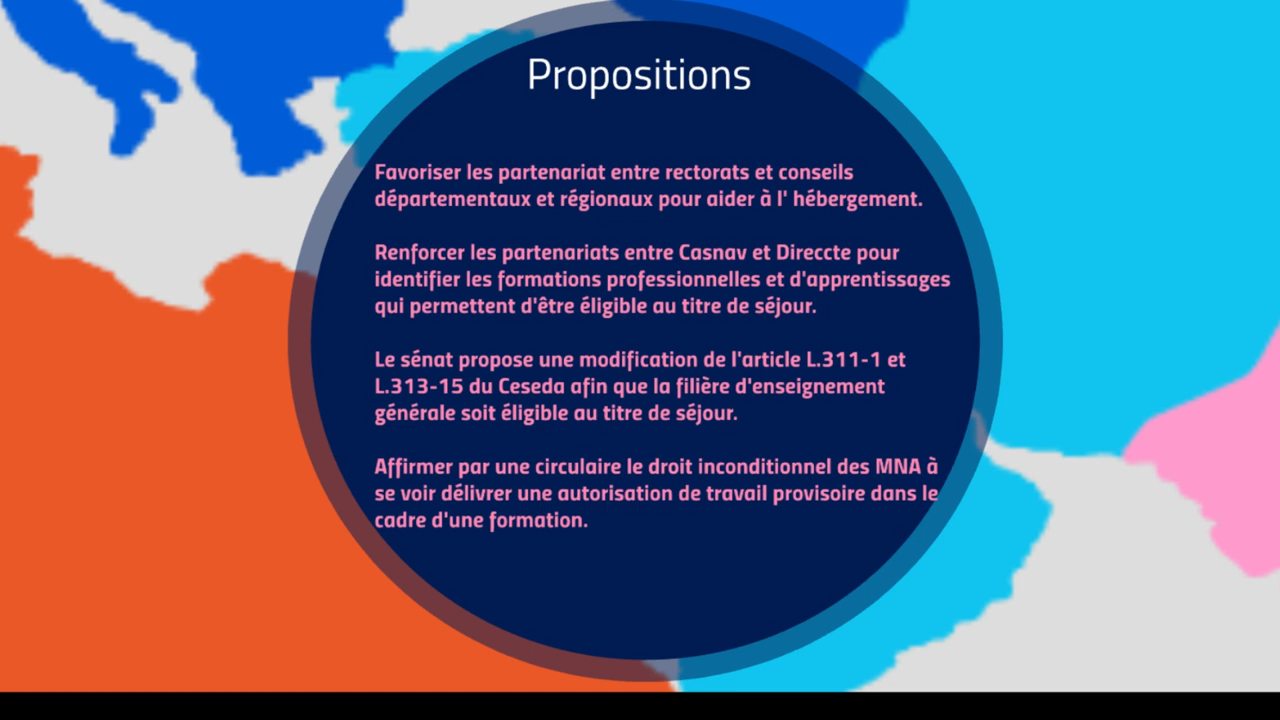 Propositions
Favoriser les partenariat entre rectorats et conseils
départementaux et régionaux pour aider à l' hébergement.
Renforcer les partenariats entre Casnav et Direccte pour
identifier les formations professionnelles et d'apprentissages
qui permettent d'être éligible au titre de séjour.
Le sénat propose une modification de l'article L.311-1 et
L.313-15 du Ceseda afin que la filière d'enseignement
générale soit éligible au titre de séjour.
Affirmer par une circulaire le droit inconditionnel des MNA à
se voir délivrer une autorisation de travail provisoire dans le
cadre d'une formation.